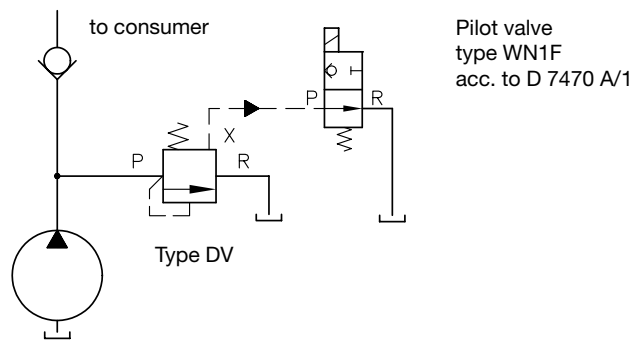 to consumer
Pilot valve
type WN1F
acc. to D 7470 A/1
P R
X
P R
Type DV